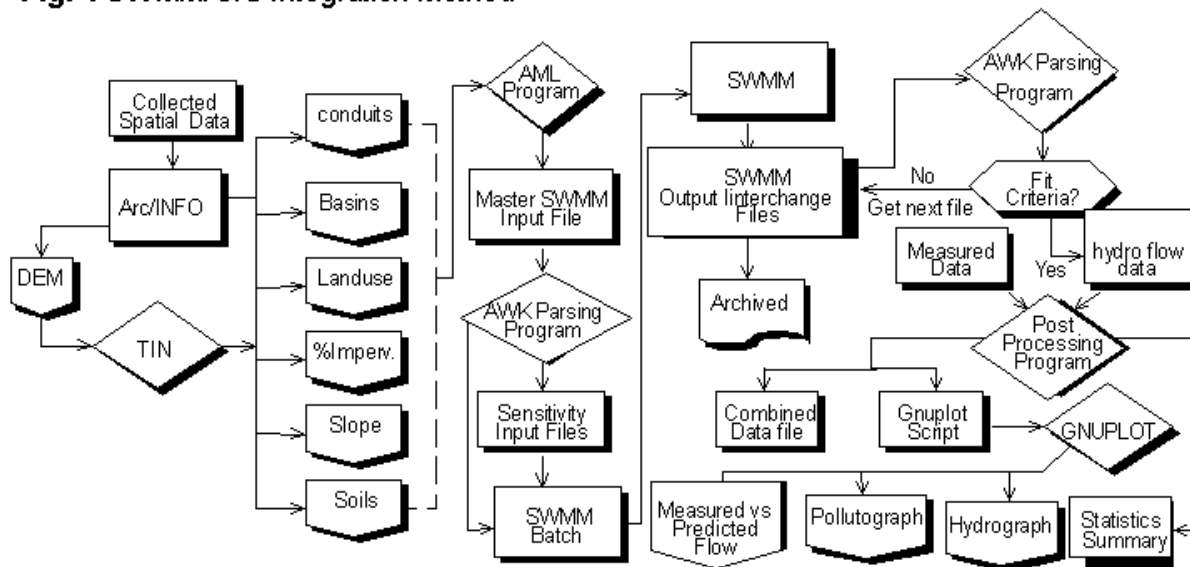 Collected
Spatial Data
Arc/INFO
DEM
TIN
conduits
Basins
Landuse
%Imperv.
Slope
Soils
AML
Program
Master SWMM
Input File
AWK Parsing
Program
Sensitivity
Input Files
SWMM
Batch
SWMM
SWMM
Output Iinterchange
Files
Archived
AWK Parsing
Program
Fit
Criteria?
No
Get next file
Yes
Measured
Data
hydro flow
data
Post
Processing
Program
Combined
Data file
Gnuplot
Script
GNUPLOT
Measured vs
Predicted
Flow
Pollutograph
Hydrograph
Statistics
Summary